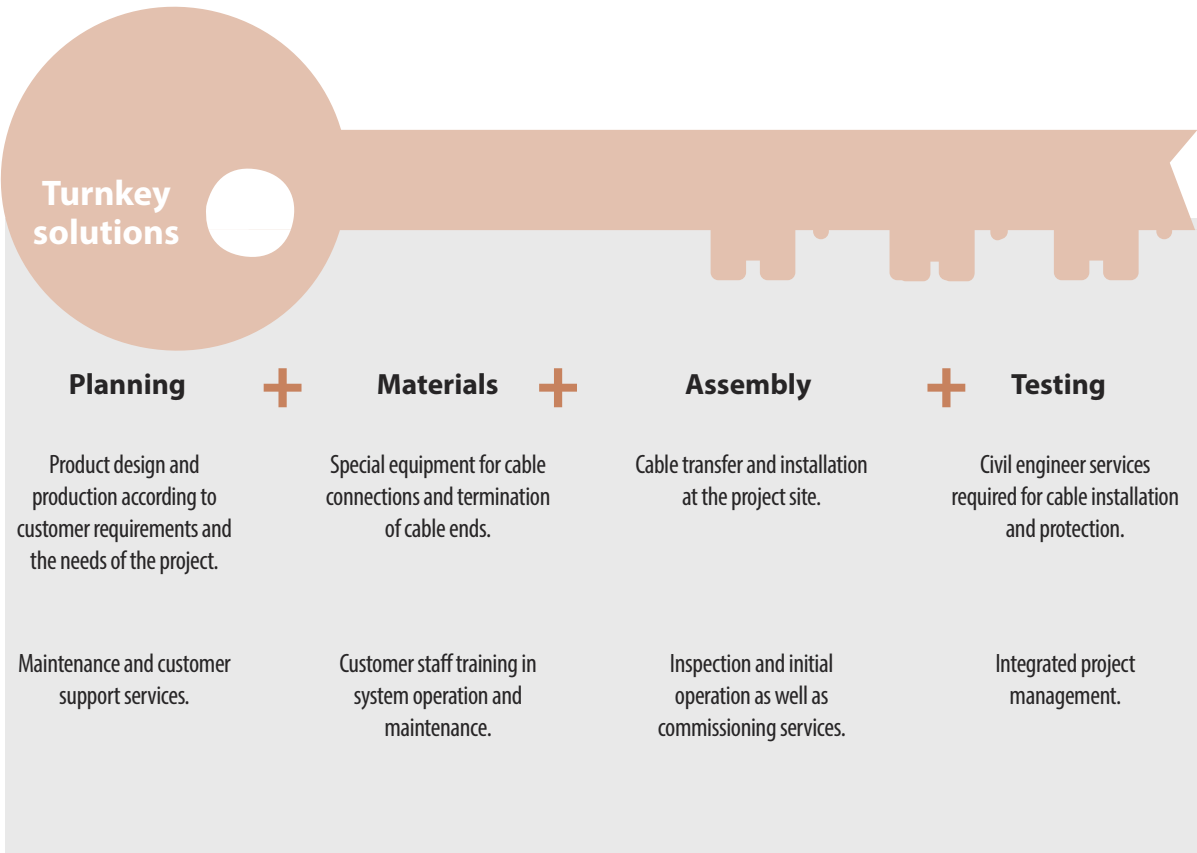 Turnkey
solutions
Planning
+
Materials
+
Assembly
+
Testing
Product design and
production according to
customer requirements and
the needs of the project.
Special equipment for cable
connections and termination
of cable ends.
Cable transfer and installation
at the project site.
Civil engineer services
required for cable installation
and protection.
Maintenance and customer
support services.
Customer staff training in
system operation and
maintenance.
Inspection and initial
operation as well as
commissioning services.
Integrated project
management.